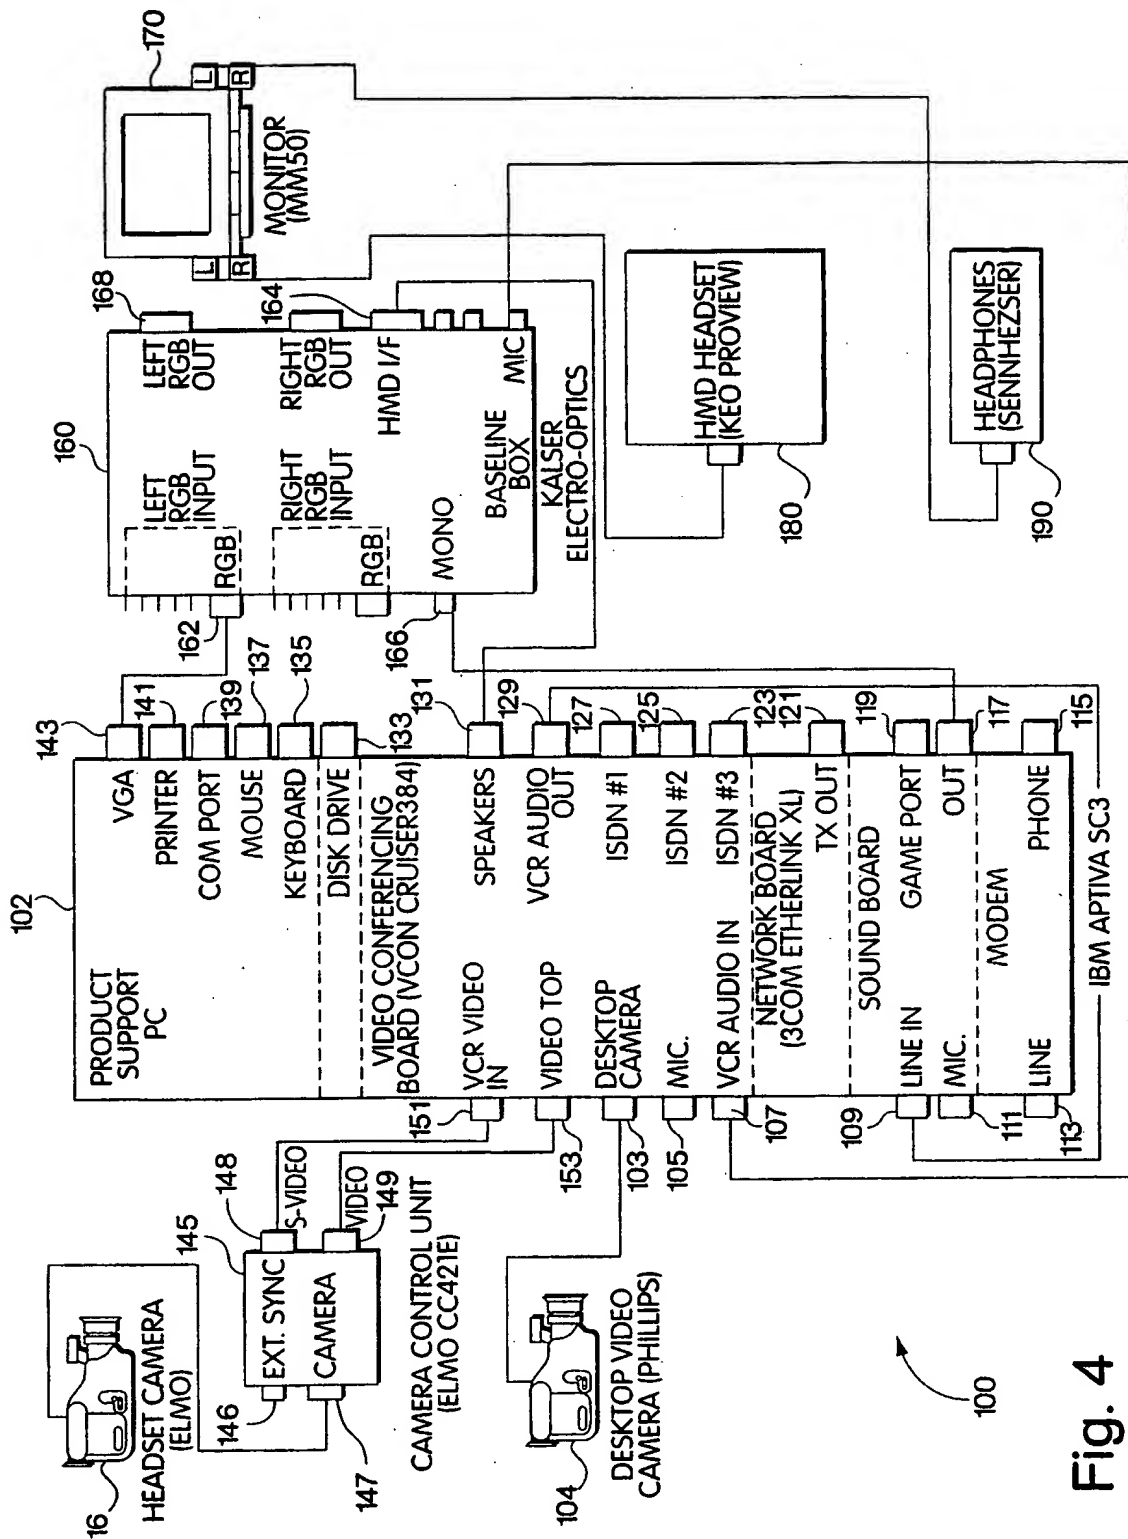 16
HEADSET CAMERA
(ELMO)
145
148
S-VIDEO
EXT. SYNC
CAMERA
VIDEO
149
146
147
CAMERA CONTROL UNIT
(ELMO CC421E)
104
DESKTOP VIDEO
CAMERA (PHILLIPS)
102
PRODUCT
SUPPORT
PC
VGA
143
PRINTER
141
COM PORT
139
MOUSE
137
KEYBOARD
135
DISK DRIVE
133
VIDEO CONFERENCING
BOARD (VCON CRUISER384)
151
VCR VIDEO
IN
SPEAKERS
131
153
VIDEO TOP
VCR AUDIO
OUT
129
103
DESKTOP
CAMERA
ISDN #1
127
105
MIC.
ISDN #2
125
107
VCR AUDIO IN
ISDN #3
123
NETWORK BOARD
(3COM ETHERLINK XL)
TX OUT
121
SOUND BOARD
109
LINE IN
GAME PORT
119
111
MIC.
OUT
117
MODEM
113
LINE
PHONE
115
IBM APTIVA SC3
160
162
RGB
LEFT
RGB
INPUT
LEFT
RGB
OUT
168
RGB
RIGHT
RGB
INPUT
RIGHT
RGB
OUT
164
HMD I/F
166
MONO
MIC
BASELINE
BOX
KALSER
ELECTRO-OPTICS
170
L
R
L
R
MONITOR
(MM50)
HMD HEADSET
(KEO PROVIEW)
180
HEADPHONES
(SENNHEZSER)
190
100
Fig. 4